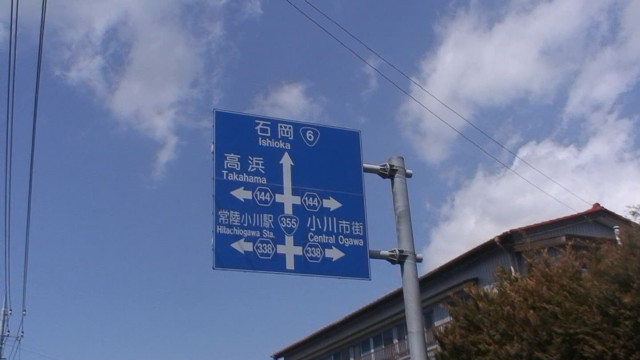 石岡 6
Ishioka
高浜
Takahama
144 144
常陸小川駅 355 小川市街
Hitachiogawa Sta. Central Ogawa
338 338